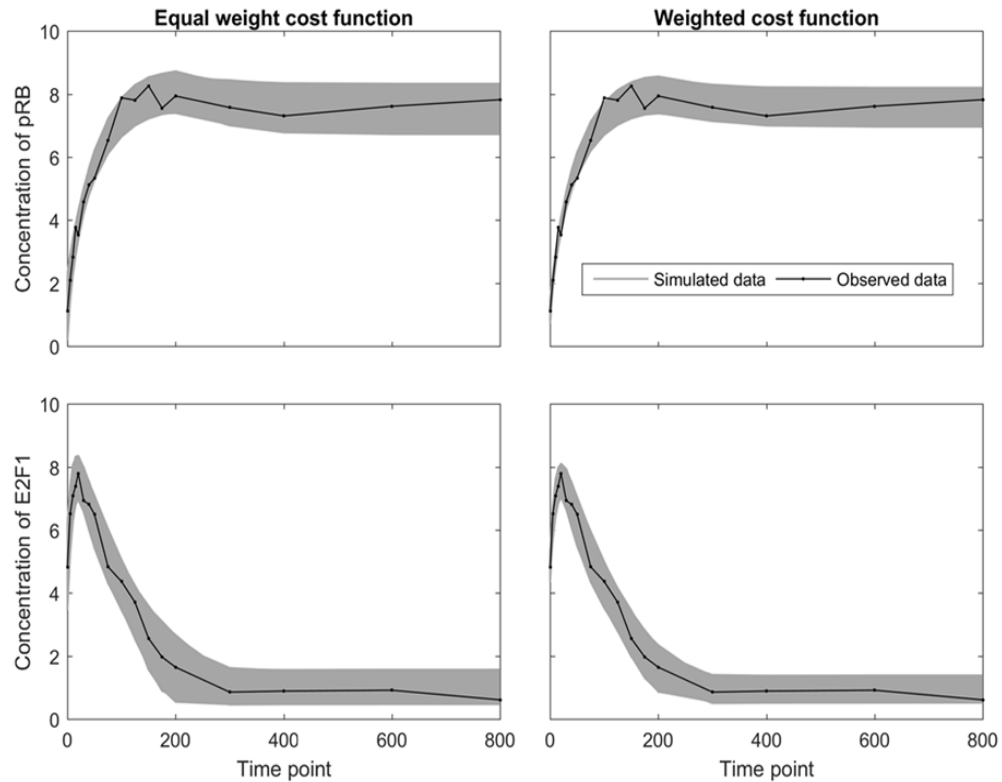 Equal weight cost function
Weighted cost function
10
8
6
4
2
0
Concentration of pRB
Simulated data
Observed data
10
8
6
4
2
0
Concentration of E2F1
0 200 400 600 800
0 200 400 600 800
Time point
Time point